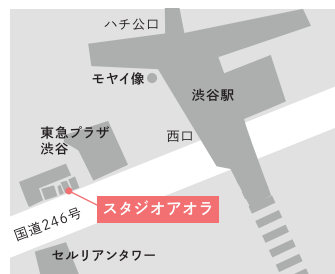 ハチ公口
モヤイ像
渋谷駅
東急プラザ
渋谷
西口
スタジオアオラ
国道246号
セルリアンタワー